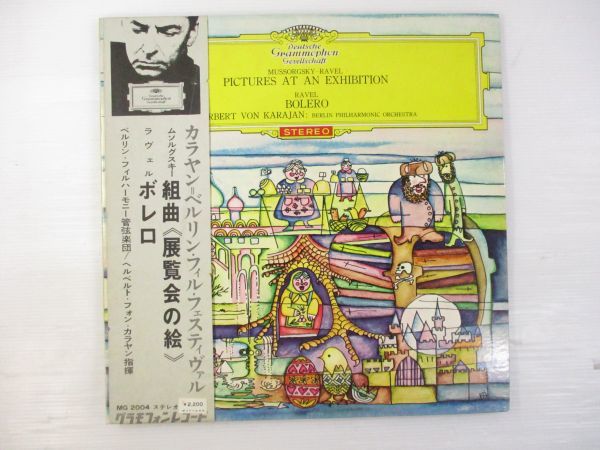 Deutsche
Grammophon
Gesellschaft
MUSSORGSKY-RAVEL
PICTURES AT AN EXHIBITION
RAVEL
BOLERO
RBERT VON KARAJAN: BERLIN PHILHARMONIC ORCHESTRA
STEREO
Deutsche
Grammophon
Gesellschaft
カラヤン=ベルリン・フィル・フェスティヴァル
ムソルグスキー
組曲《展覧会の絵》
ラヴェル
ボレロ
ベルリン・フィルハーモニー管弦楽団/ヘルベルト・フォン・カラヤン指揮
MG 2004 ステレオ
¥2,200
グラモフォンレコード